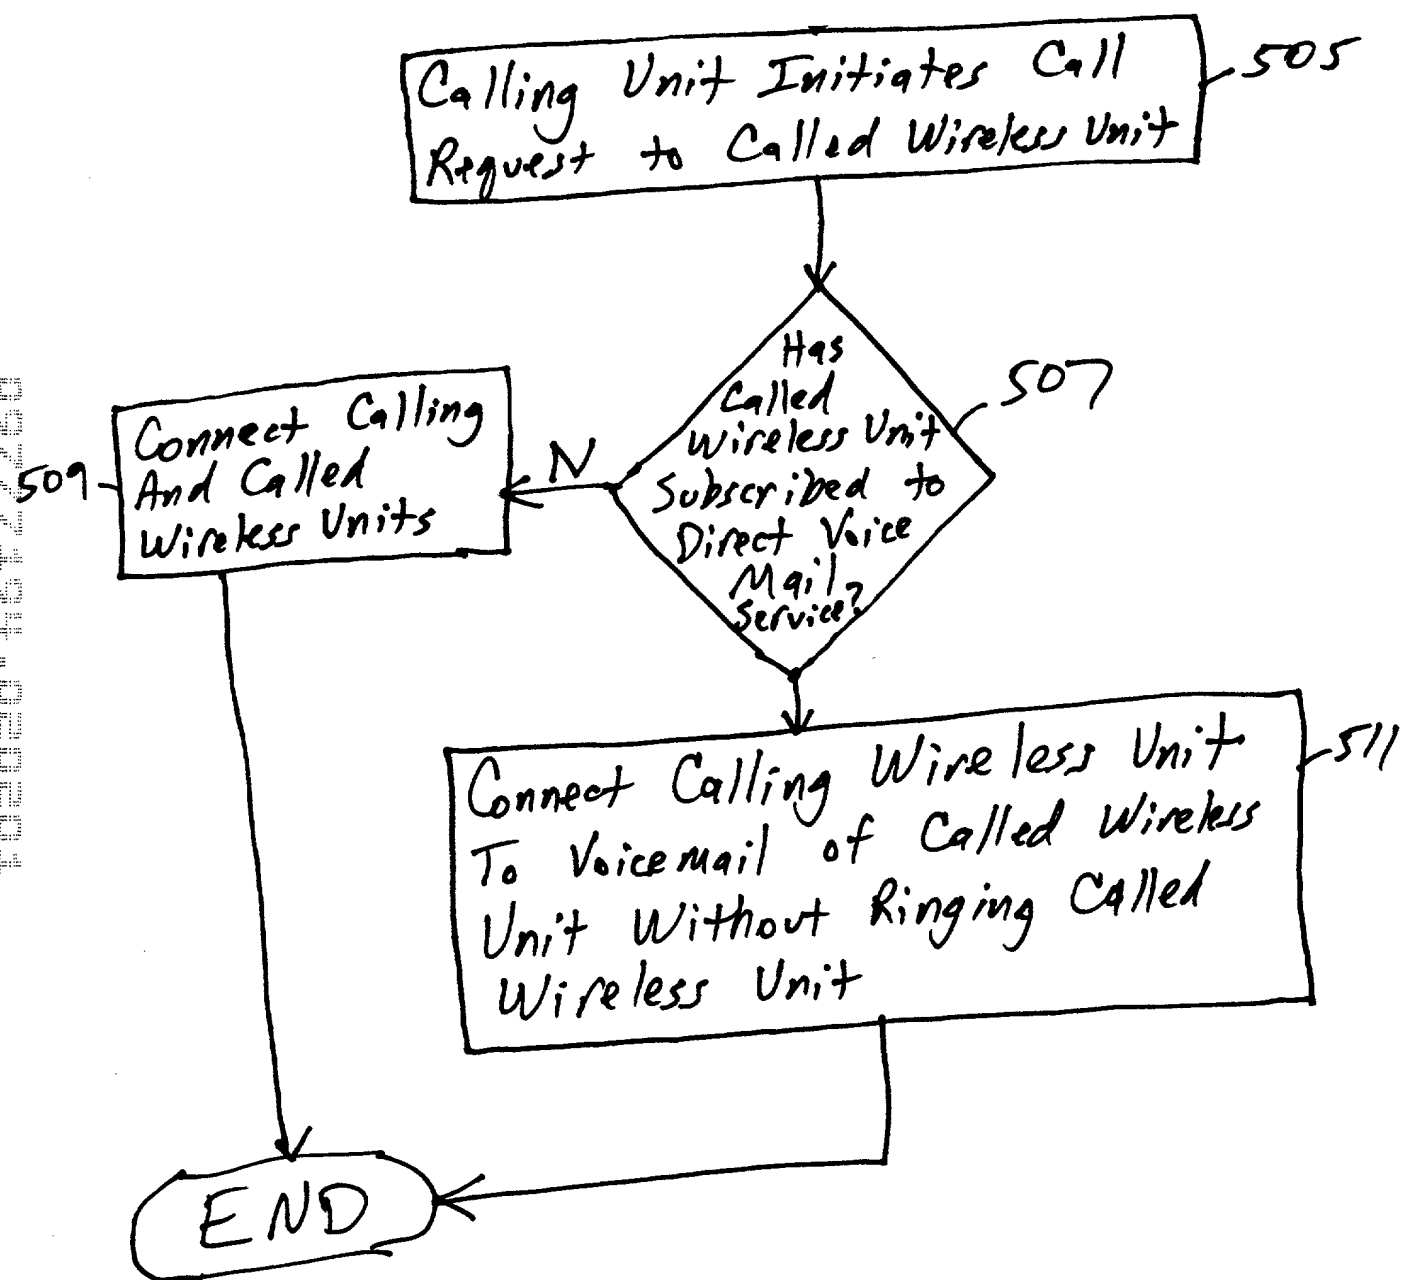 Calling Unit Initiates Call
Request to Called Wireless Unit
505
Has
Called
Wireless Unit
Subscribed to
Direct Voice
Mail
Service?
507
N
Connect Calling
And Called
Wireless Units
509
Connect Calling Wireless Unit
To Voicemail of Called Wireless
Unit Without Ringing Called
Wireless Unit
511
END